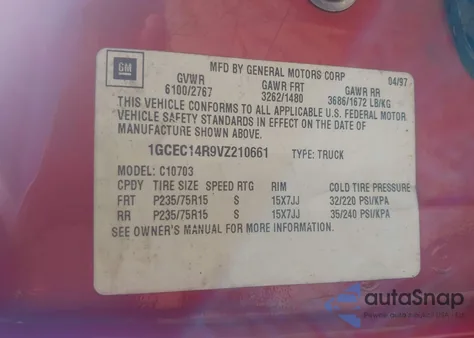 GM
MFD BY GENERAL MOTORS CORP 04/97
GVWR GAWR FRT GAWR RR
6100/2767 3262/1480 3686/1672 LB/KG
THIS VEHICLE CONFORMS TO ALL APPLICABLE U.S. FEDERAL MOTOR
VEHICLE SAFETY STANDARDS IN EFFECT ON THE DATE OF
MANUFACTURE SHOWN ABOVE.
1GCEC14R9VZ210661 TYPE: TRUCK
MODEL: C10703
CPDY TIRE SIZE SPEED RTG RIM COLD TIRE PRESSURE
FRT P235/75R15 S 15X7JJ 32/220 PSI/KPA
RR P235/75R15 S 15X7JJ 35/240 PSI/KPA
SEE OWNER'S MANUAL FOR MORE INFORMATION.
autaSnap